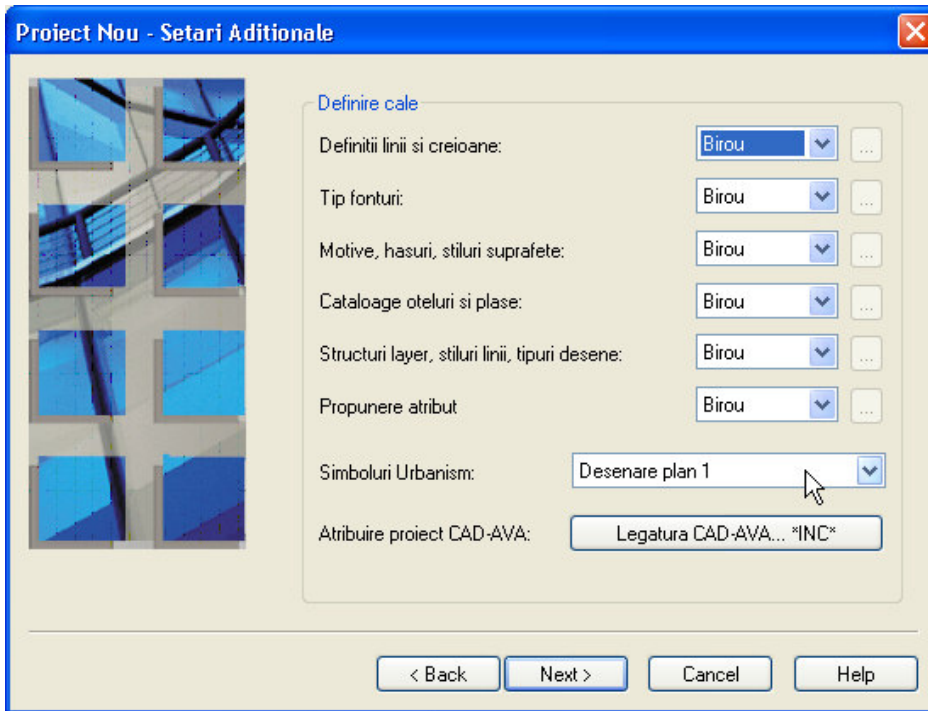 Proiect Nou - Setari Aditionale
Definire cale
Definitii linii si creioane: Birou ...
Tip fonturi: Birou ...
Motive, hasuri, stiluri suprafete: Birou ...
Cataloage oteluri si plase: Birou ...
Structuri layer, stiluri linii, tipuri desene: Birou ...
Propunere atribut Birou ...
Simboluri Urbanism: Desenare plan 1
Atribuire proiect CAD-AVA: Legatura CAD-AVA... *INC*
< Back Next > Cancel Help